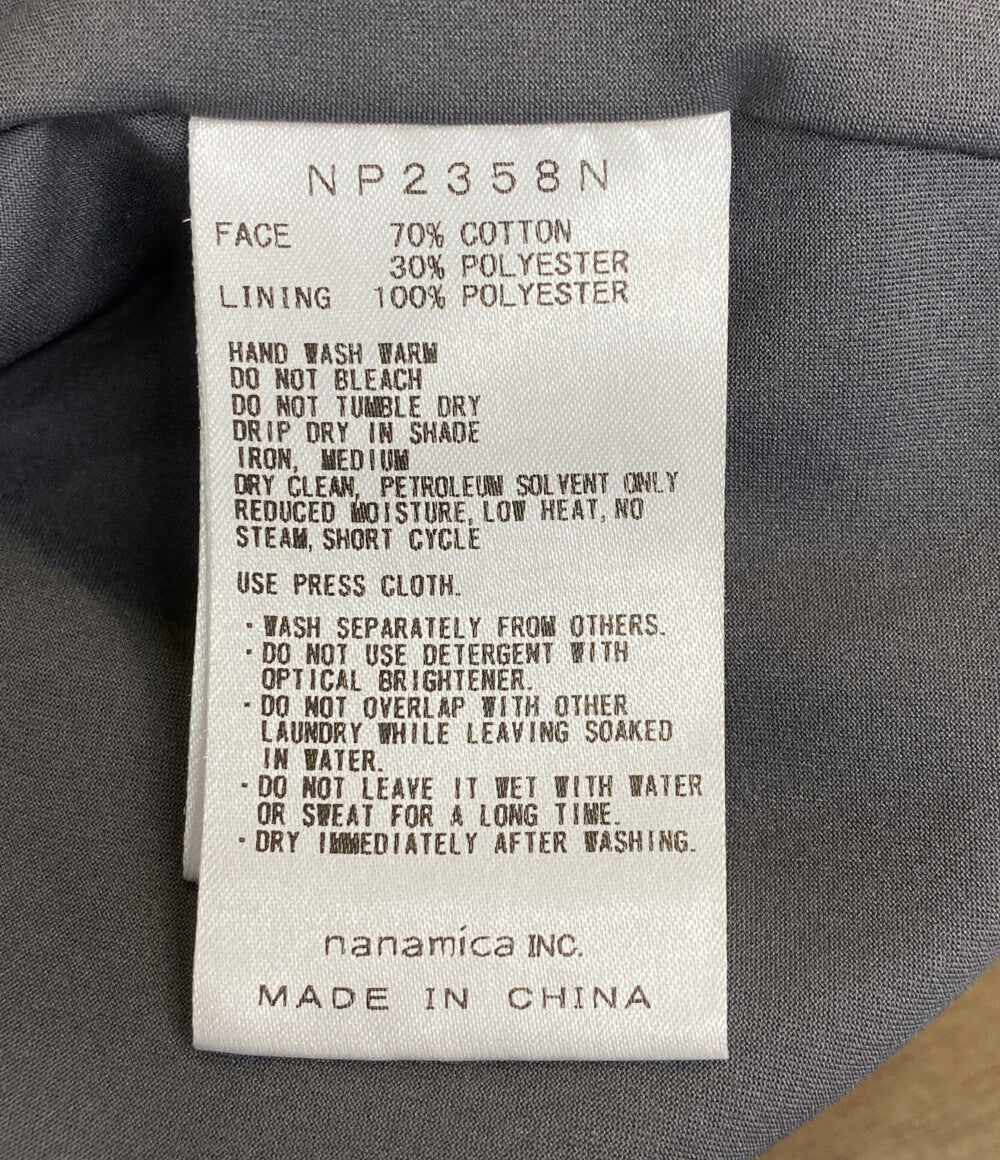 NP2358N
FACE 70% COTTON
30% POLYESTER
LINING 100% POLYESTER
HAND WASH WARM
DO NOT BLEACH
DO NOT TUMBLE DRY
DRIP DRY IN SHADE
IRON, MEDIUM
DRY CLEAN, PETROLEUM SOLVENT ONLY
REDUCED MOISTURE, LOW HEAT, NO
STEAM, SHORT CYCLE
USE PRESS CLOTH.
・WASH SEPARATELY FROM OTHERS.
・DO NOT USE DETERGENT WITH
OPTICAL BRIGHTENER.
・DO NOT OVERLAP WITH OTHER
LAUNDRY WHILE LEAVING SOAKED
IN WATER.
・DO NOT LEAVE IT WET WITH WATER
OR SWEAT FOR A LONG TIME.
・DRY IMMEDIATELY AFTER WASHING.
nanamica INC.
MADE IN CHINA